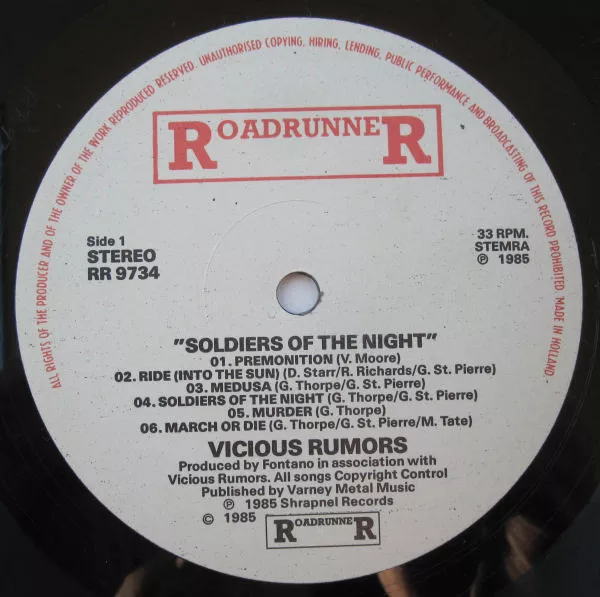 ALL RIGHTS OF THE PRODUCER AND OF THE OWNER OF THE WORK REPRODUCED RESERVED. UNAUTHORISED COPYING, HIRING, LENDING, PUBLIC PERFORMANCE AND BROADCASTING OF THIS RECORD PROHIBITED MADE IN HOLLAND
ROADRUNNER
Side 1
STEREO
RR 9734
33 RPM.
STEMRA
℗ 1985
"SOLDIERS OF THE NIGHT"
01. PREMONITION (V. Moore)
02. RIDE (INTO THE SUN) (D. Starr/R. Richards/G. St. Pierre)
03. MEDUSA (G. Thorpe/G. St. Pierre)
04. SOLDIERS OF THE NIGHT (G. Thorpe/G. St. Pierre)
05. MURDER (G. Thorpe)
06. MARCH OR DIE (G. Thorpe/G. St. Pierre/M. Tate)
VICIOUS RUMORS
Produced by Fontano in association with
Vicious Rumors. All songs Copyright Control
Published by Varney Metal Music
℗ 1985 Shrapnel Records
© 1985 ROADRUNNER